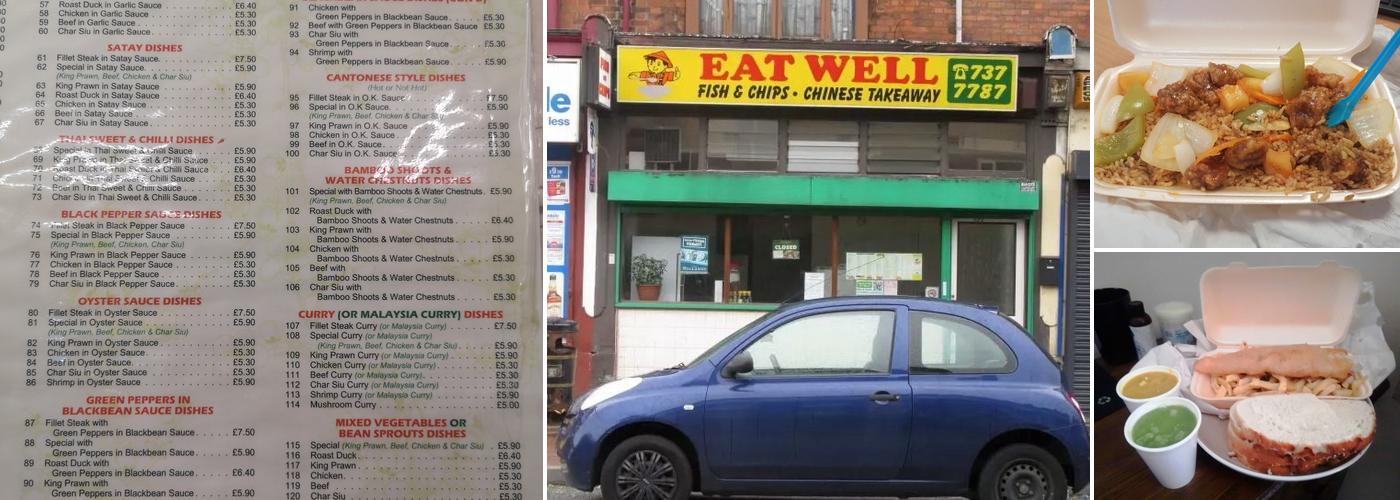 57 Roast Duck in Garlic Sauce £6.40
58 Chicken in Garlic Sauce £5.30
59 Beef in Garlic Sauce £5.30
60 Char Siu in Garlic Sauce £5.30
SATAY DISHES
61 Fillet Steak in Satay Sauce £7.50
62 Special in Satay Sauce £5.90
(King Prawn, Beef, Chicken & Char Siu)
63 King Prawn in Satay Sauce £5.90
64 Roast Duck in Satay Sauce £6.40
65 Chicken in Satay Sauce £5.30
66 Beef in Satay Sauce £5.30
67 Char Siu in Satay Sauce £5.30
THAI SWEET & CHILLI DISHES
Special in Thai Sweet & Chilli Sauce £5.90
69 King Prawn in Thai Sweet & Chilli Sauce £5.90
70 Roast Duck in Thai Sweet & Chilli Sauce £6.40
71 Chicken in Thai Sweet & Chilli Sauce £5.30
72 Beef in Thai Sweet & Chilli Sauce £5.30
73 Char Siu in Thai Sweet & Chilli Sauce £5.30
BLACK PEPPER SAUCE DISHES
74 Fillet Steak in Black Pepper Sauce £7.50
75 Special in Black Pepper Sauce £5.90
(King Prawn, Beef, Chicken, Char Siu)
76 King Prawn in Black Pepper Sauce £5.90
77 Chicken in Black Pepper Sauce £5.30
78 Beef in Black Pepper Sauce £5.30
79 Char Siu in Black Pepper Sauce £5.30
OYSTER SAUCE DISHES
80 Fillet Steak in Oyster Sauce £7.50
81 Special in Oyster Sauce £5.90
(King Prawn, Beef, Chicken & Char Siu)
82 King Prawn in Oyster Sauce £5.90
83 Chicken in Oyster Sauce £5.30
84 Beef in Oyster Sauce £5.30
85 Char Siu in Oyster Sauce £5.30
86 Shrimp in Oyster Sauce £5.90
GREEN PEPPERS IN
BLACKBEAN SAUCE DISHES
87 Fillet Steak with
Green Peppers in Blackbean Sauce £7.50
88 Special with
Green Peppers in Blackbean Sauce £5.90
89 Roast Duck with
Green Peppers in Blackbean Sauce £6.40
90 King Prawn with
Green Peppers in Blackbean Sauce £5.90
91 Chicken with
Green Peppers in Blackbean Sauce £5.30
92 Beef with Green Peppers in Blackbean Sauce £5.30
93 Char Siu with
Green Peppers in Blackbean Sauce £5.30
94 Shrimp with
Green Peppers in Blackbean Sauce £5.90
CANTONESE STYLE DISHES
(Hot or Not Hot)
95 Fillet Steak in O.K. Sauce £7.50
96 Special in O.K. Sauce £5.90
(King Prawn, Beef, Chicken & Char Siu)
97 King Prawn in O.K. Sauce £5.90
98 Chicken in O.K. Sauce £5.30
99 Beef in O.K. Sauce £5.30
100 Char Siu in O.K. Sauce £5.30
BAMBOO SHOOTS &
WATER CHESTNUTS DISHES
101 Special with Bamboo Shoots & Water Chestnuts £5.90
(King Prawn, Beef, Chicken & Char Siu)
102 Roast Duck with
Bamboo Shoots & Water Chestnuts £6.40
103 King Prawn with
Bamboo Shoots & Water Chestnuts £5.90
104 Chicken with
Bamboo Shoots & Water Chestnuts £5.30
105 Beef with
Bamboo Shoots & Water Chestnuts £5.30
106 Char Siu with
Bamboo Shoots & Water Chestnuts £5.30
CURRY (OR MALAYSIA CURRY) DISHES
107 Fillet Steak Curry (or Malaysia Curry) £7.50
108 Special Curry (or Malaysia Curry)
(King Prawn, Beef, Chicken & Char Siu) £5.90
109 King Prawn Curry (or Malaysia Curry) £5.90
110 Chicken Curry (or Malaysia Curry) £5.30
111 Beef Curry (or Malaysia Curry) £5.30
112 Char Siu Curry (or Malaysia Curry) £5.30
113 Shrimp Curry (or Malaysia Curry) £5.90
114 Mushroom Curry £5.00
MIXED VEGETABLES OR
BEAN SPROUTS DISHES
115 Special (King Prawn, Beef, Chicken & Char Siu) £5.90
116 Roast Duck £6.40
117 King Prawn £5.90
118 Chicken £5.30
119 Beef £5.30
120 Char Siu £5.30
EAT WELL
FISH & CHIPS • CHINESE TAKEAWAY
737
7787
le
less
CLOSED